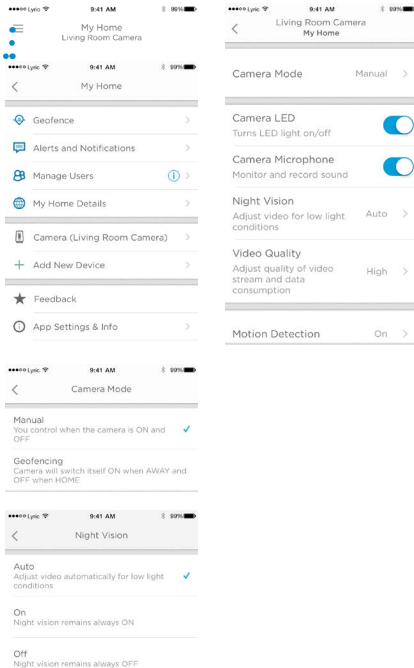 ●●●○○ Lyric 9:41 AM 99%
My Home
Living Room Camera
●●●○○ Lyric 9:41 AM 99%
My Home
Geofence
Alerts and Notifications
Manage Users
My Home Details
Camera (Living Room Camera)
Add New Device
Feedback
App Settings & Info
●●●○○ Lyric 9:41 AM 99%
Camera Mode
Manual
You control when the camera is ON and
OFF
Geofencing
Camera will switch itself ON when AWAY and
OFF when HOME
●●●○○ Lyric 9:41 AM 99%
Night Vision
Auto
Adjust video automatically for low light
conditions
On
Night vision remains always ON
Off
Night vision remains always OFF
●●●○○ Lyric 9:41 AM 99%
Living Room Camera
My Home
Camera Mode Manual
Camera LED
Turns LED light on/off
Camera Microphone
Monitor and record sound
Night Vision
Adjust video for low light Auto
conditions
Video Quality
Adjust quality of video
stream and data High
consumption
Motion Detection On